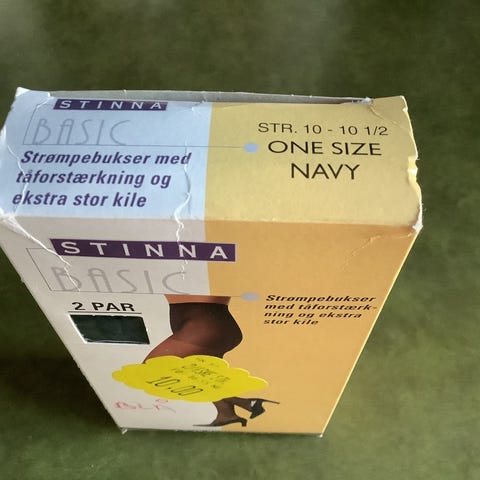 STINNA
BASIC
Strømpebukser med
tåforstærkning og
ekstra stor kile
STR. 10 - 10 1/2
ONE SIZE
NAVY
STINNA
BASIC
2 PAR
Strømpebukser
med tåforstærk-
ning og ekstra
stor kile
10.00
BLÅ